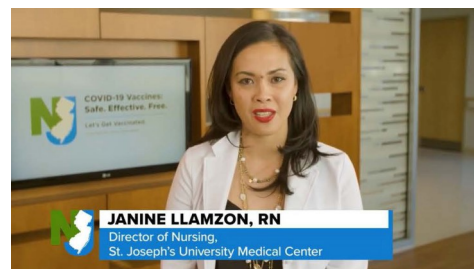 N
COVID-19 Vaccines:
Safe. Effective. Free.
Let's Get Vaccinated.
N
JANINE LLAMZON, RN
Director of Nursing,
St. Joseph's University Medical Center